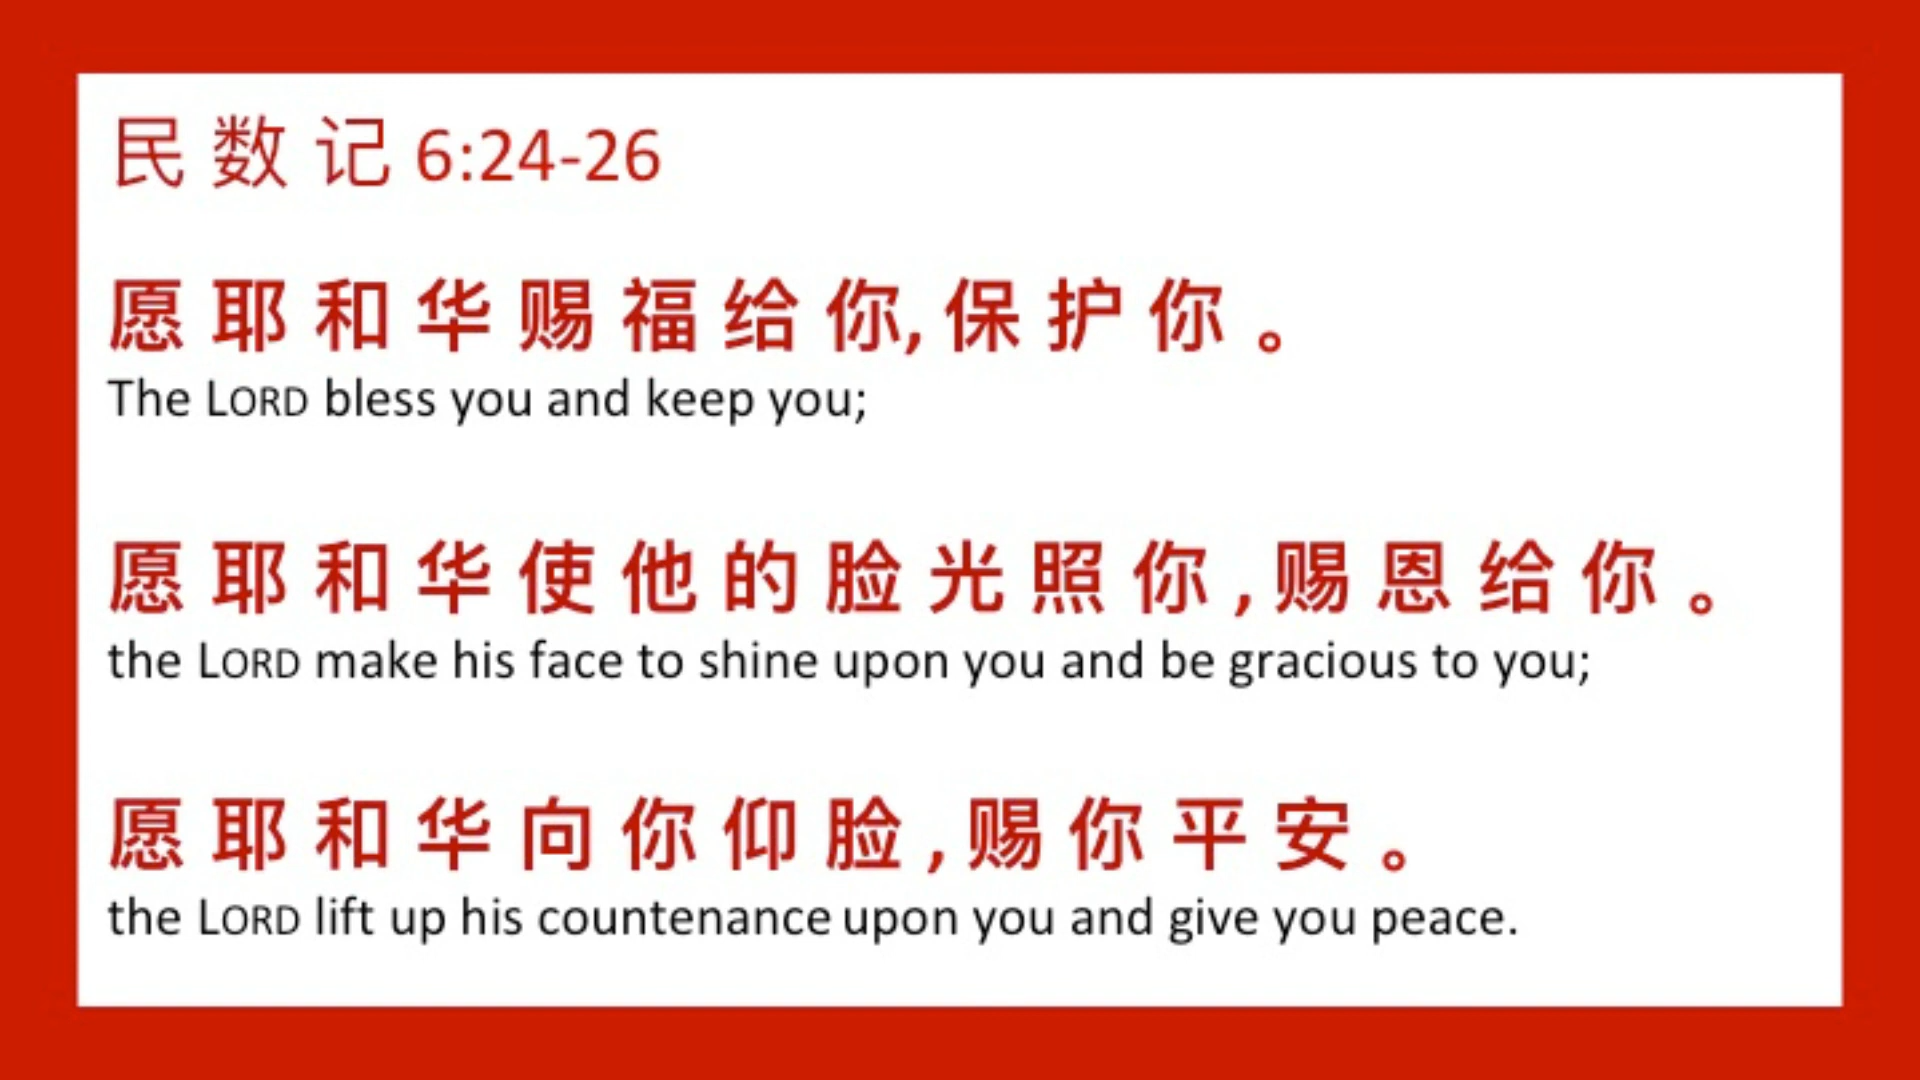 民数记 6:24-26
愿耶和华赐福给你,保护你。
The LORD bless you and keep you;
愿耶和华使他的脸光照你,赐恩给你。
the LORD make his face to shine upon you and be gracious to you;
愿耶和华向你仰脸,赐你平安。
the LORD lift up his countenance upon you and give you peace.